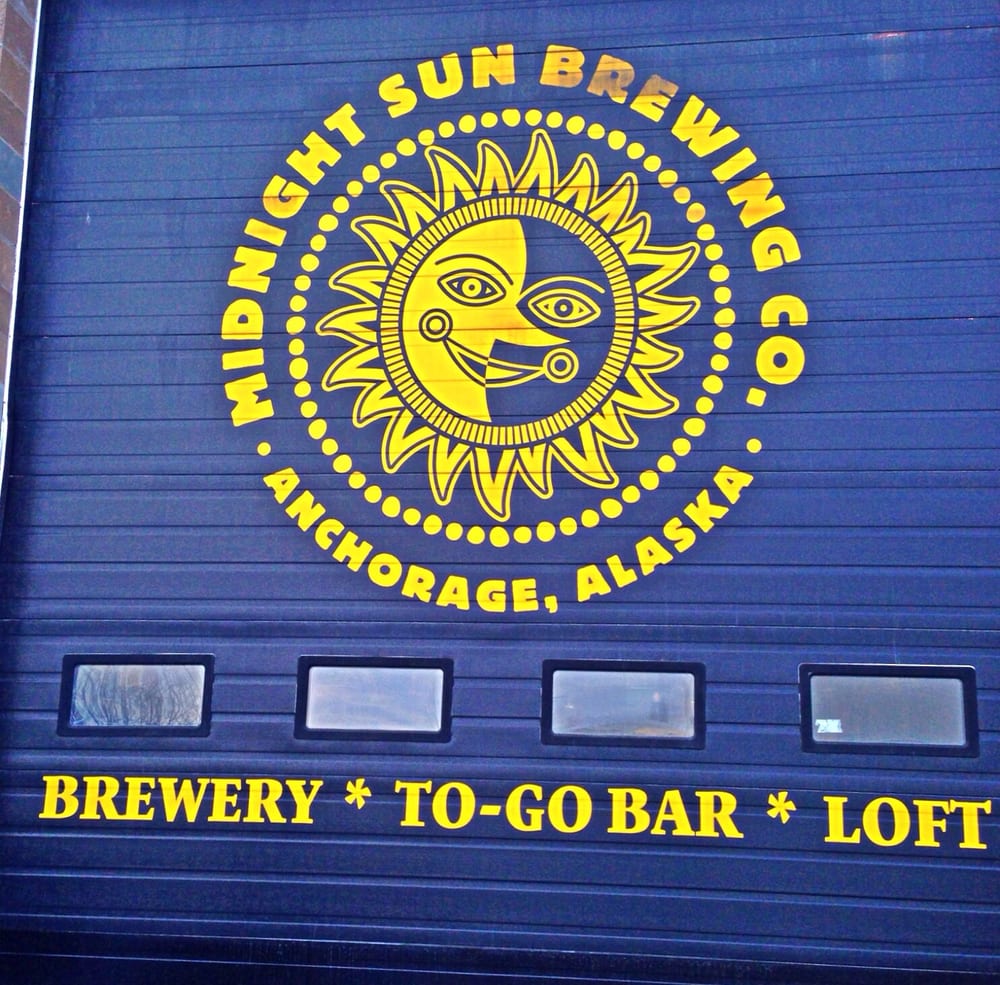 MIDNIGHT SUN BREWING CO.
· ANCHORAGE, ALASKA ·
BREWERY * TO-GO BAR * LOFT